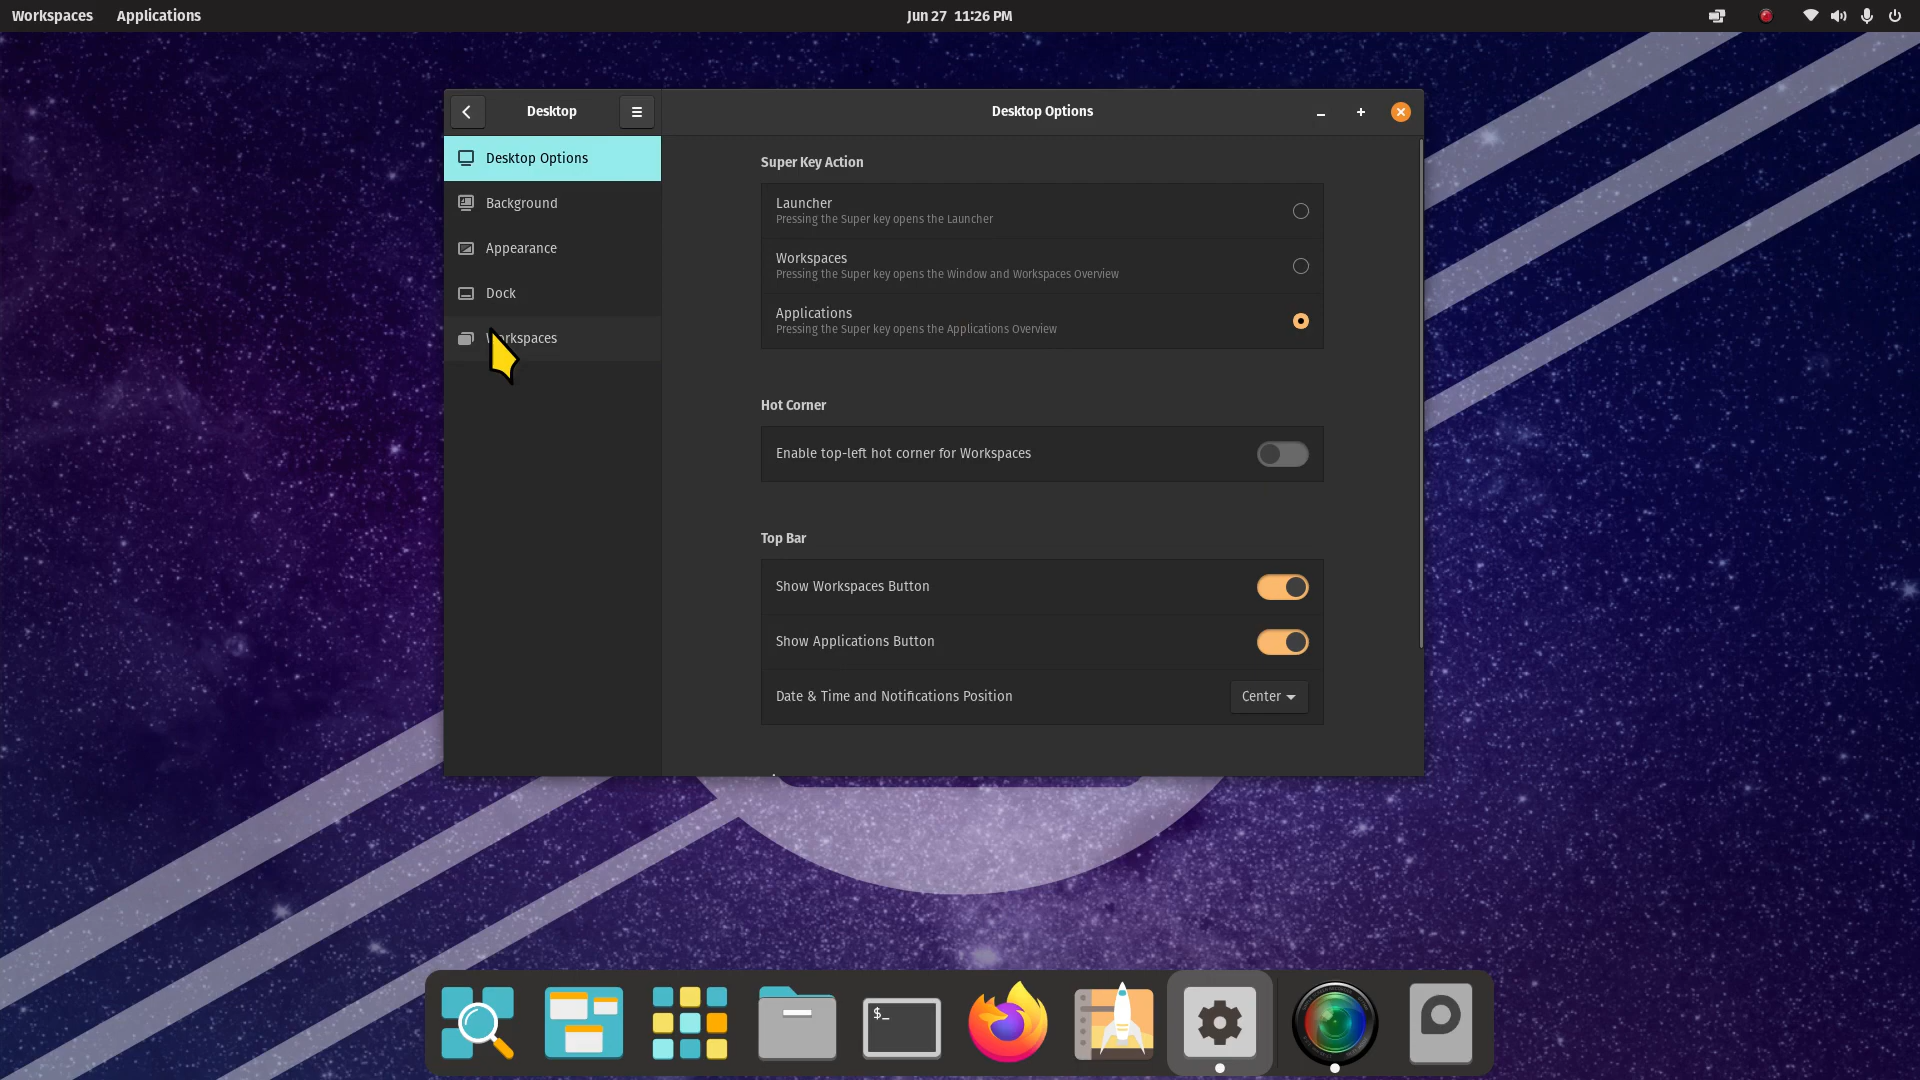 Workspaces
Applications
Jun 27 11:26 PM
Desktop
Desktop Options
Desktop Options
Background
Appearance
Dock
Workspaces
Super Key Action
Launcher
Pressing the Super key opens the Launcher
Workspaces
Pressing the Super key opens the Window and Workspaces Overview
Applications
Pressing the Super key opens the Applications Overview
Hot Corner
Enable top-left hot corner for Workspaces
Top Bar
Show Workspaces Button
Show Applications Button
Date & Time and Notifications Position
Center
$_